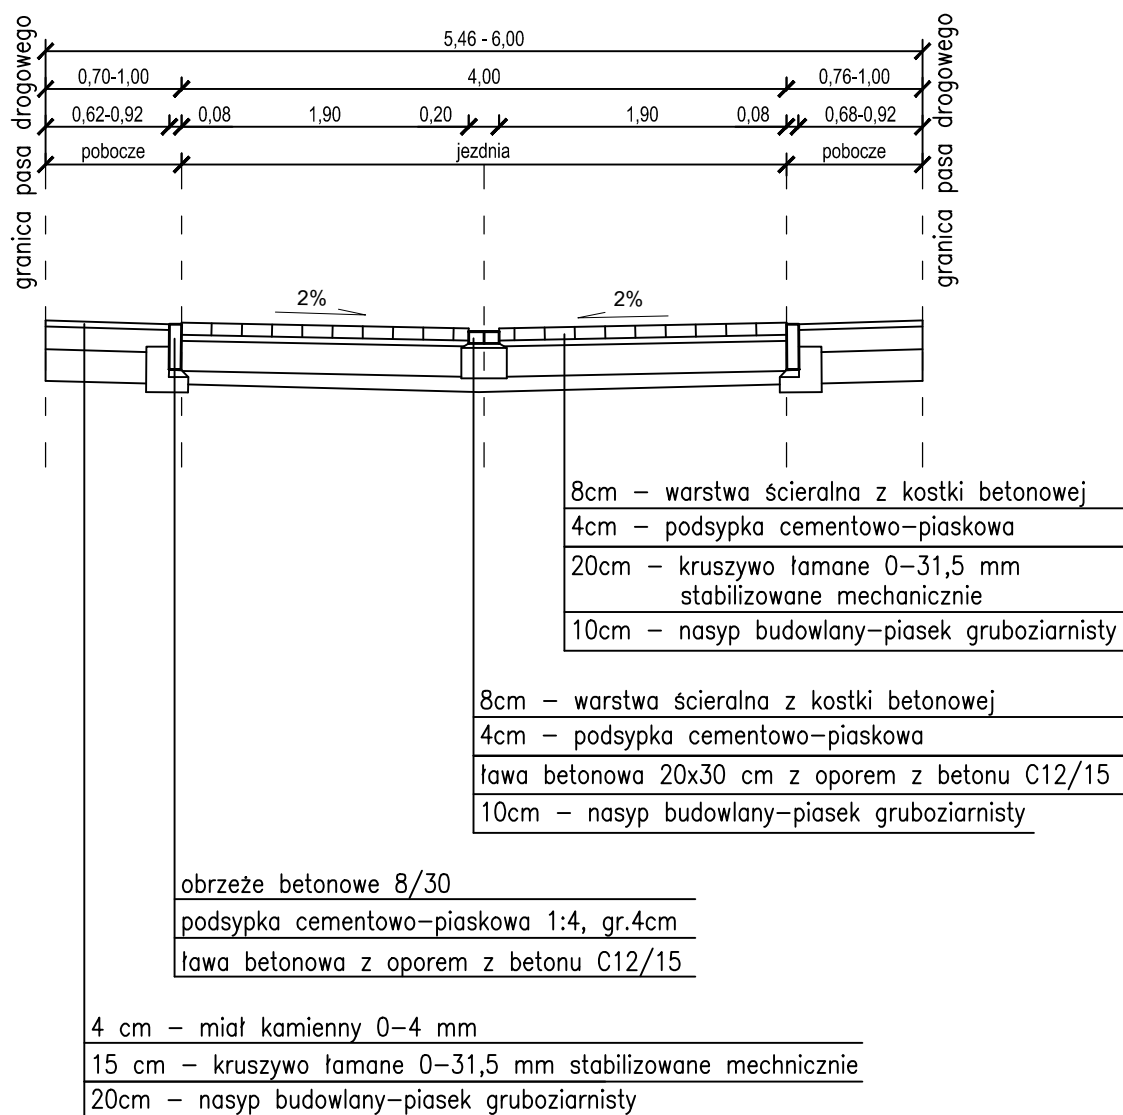 5,46 - 6,00
0,70-1,00
4,00
0,76-1,00
0,62-0,92
0,08
1,90
0,20
1,90
0,08
0,68-0,92
pobocze
jezdnia
pobocze
granica pasa drogowego
granica pasa drogowego
2%
2%
8cm – warstwa ścieralna z kostki betonowej
4cm – podsypka cementowo–piaskowa
20cm – kruszywo łamane 0–31,5 mm
stabilizowane mechanicznie
10cm – nasyp budowlany–piasek gruboziarnisty
8cm – warstwa ścieralna z kostki betonowej
4cm – podsypka cementowo–piaskowa
ława betonowa 20x30 cm z oporem z betonu C12/15
10cm – nasyp budowlany–piasek gruboziarnisty
obrzeże betonowe 8/30
podsypka cementowo–piaskowa 1:4, gr.4cm
ława betonowa z oporem z betonu C12/15
4 cm – miał kamienny 0–4 mm
15 cm – kruszywo łamane 0–31,5 mm stabilizowane mechnicznie
20cm – nasyp budowlany–piasek gruboziarnisty